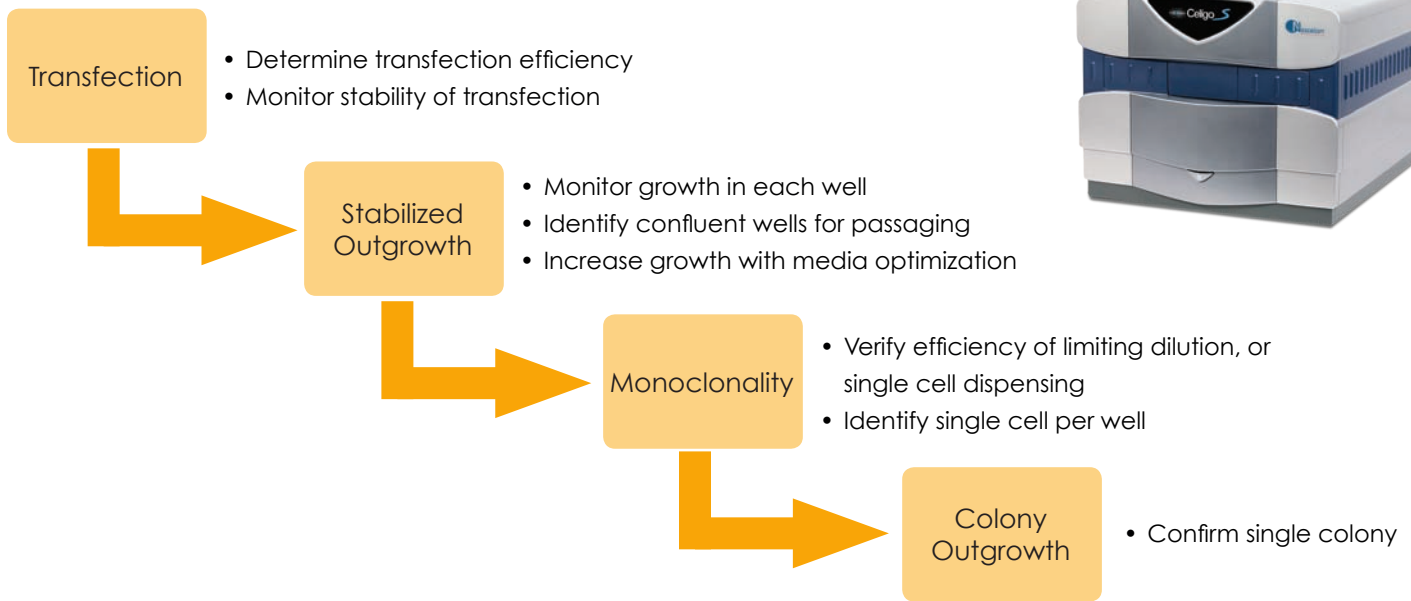 Celigo S
Nexcelom
Transfection
• Determine transfection efficiency
• Monitor stability of transfection
Stabilized
Outgrowth
• Monitor growth in each well
• Identify confluent wells for passaging
• Increase growth with media optimization
Monoclonality
• Verify efficiency of limiting dilution, or
single cell dispensing
• Identify single cell per well
Colony
Outgrowth
• Confirm single colony